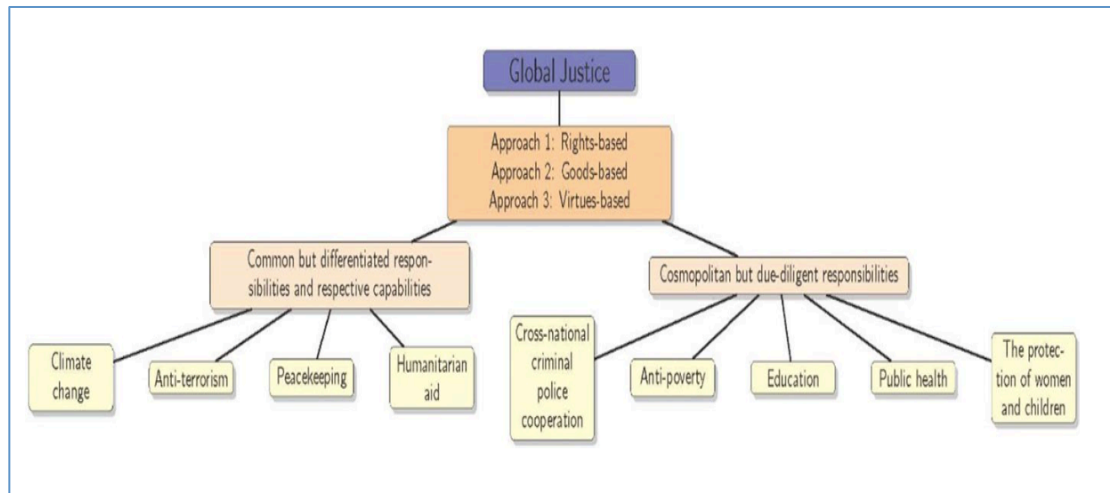 Global Justice
Approach 1: Rights-based
Approach 2: Goods-based
Approach 3: Virtues-based
Common but differentiated respon-
sibilities and respective capabilities
Cosmopolitan but due-diligent responsibilities
Climate
change
Anti-terrorism
Peacekeeping
Humanitarian
aid
Cross-national
criminal
police
cooperation
Anti-poverty
Education
Public health
The protec-
tion of women
and children